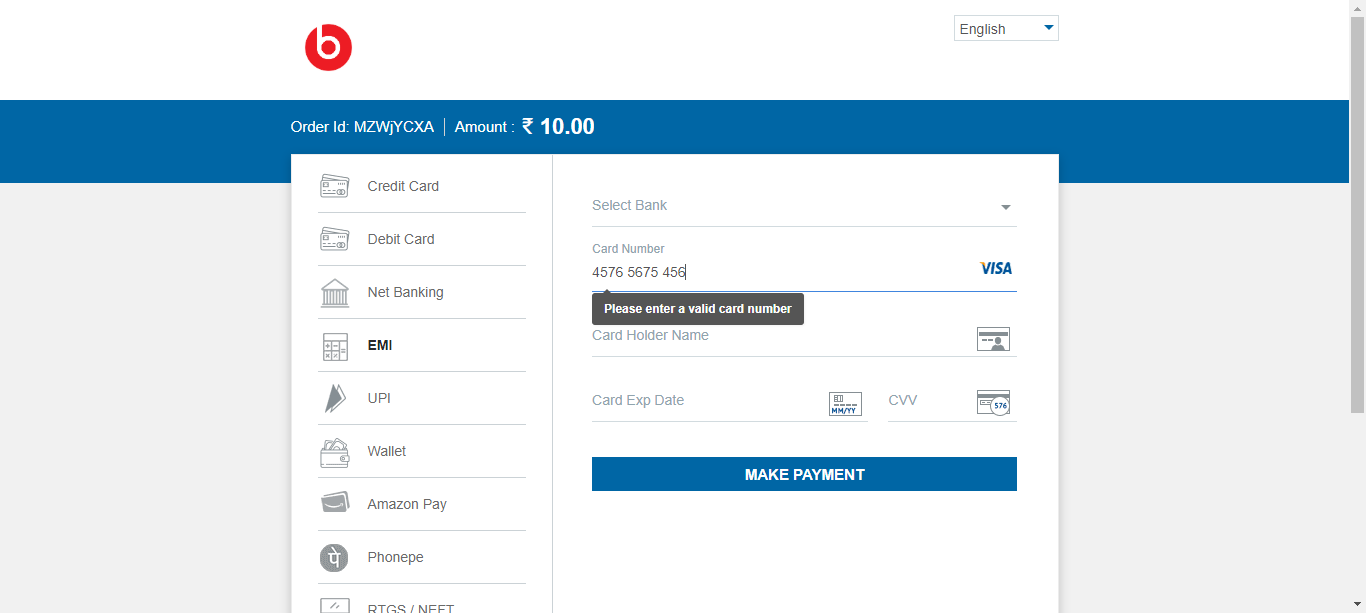 b
English
Order Id: MZWjYCXA | Amount : ₹ 10.00
Credit Card
Debit Card
Net Banking
EMI
UPI
Wallet
Amazon Pay
पे
Phonepe
RTGS / NEFT
Select Bank
Card Number
4576 5675 456
VISA
Please enter a valid card number
Card Holder Name
Card Exp Date
MM/YY
CVV
576
MAKE PAYMENT